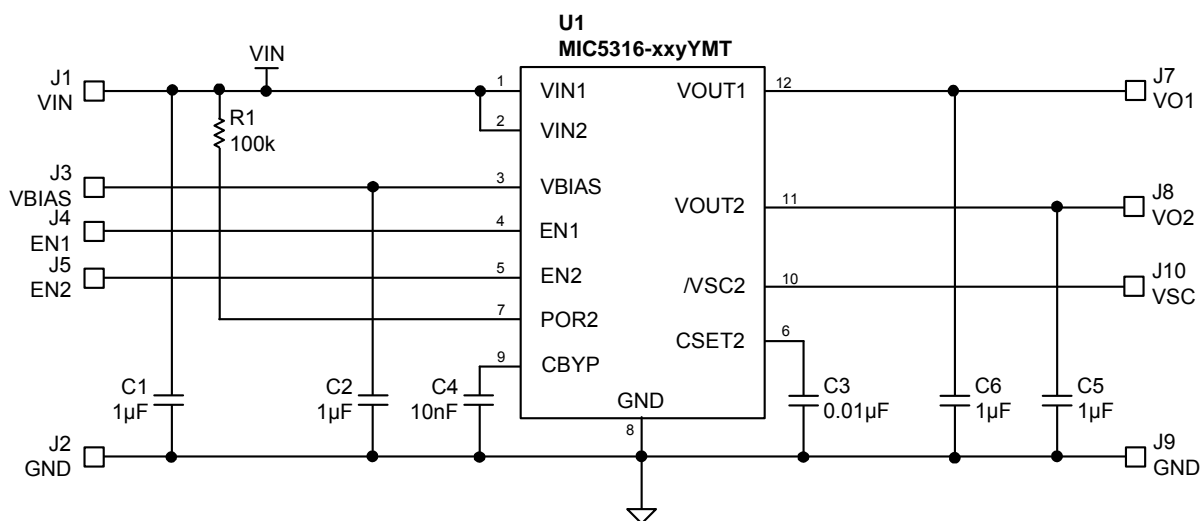 U1
MIC5316-xxyYMT
VIN
J1
VIN
1
VIN1
VOUT1
12
J7
VO1
R1
100k
2
VIN2
J3
VBIAS
3
VBIAS
J4
EN1
4
EN1
VOUT2
11
J8
VO2
J5
EN2
5
EN2
/VSC2
10
J10
VSC
7
POR2
CSET2
6
9
CBYP
C1
1µF
C2
1µF
C4
10nF
GND
8
C3
0.01µF
C6
1µF
C5
1µF
J2
GND
J9
GND